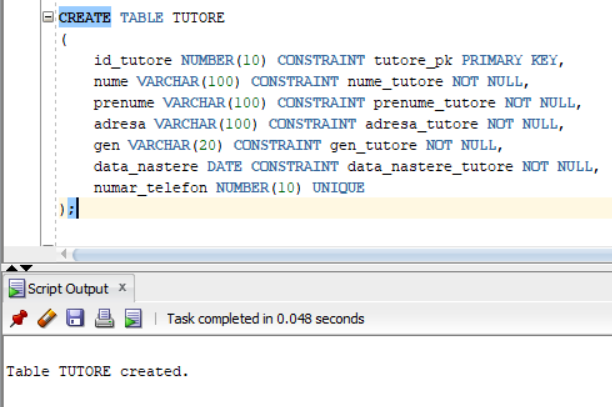 CREATE TABLE TUTORE
(
id_tutore NUMBER(10) CONSTRAINT tutore_pk PRIMARY KEY,
nume VARCHAR(100) CONSTRAINT nume_tutore NOT NULL,
prenume VARCHAR(100) CONSTRAINT prenume_tutore NOT NULL,
adresa VARCHAR(100) CONSTRAINT adresa_tutore NOT NULL,
gen VARCHAR(20) CONSTRAINT gen_tutore NOT NULL,
data_nastere DATE CONSTRAINT data_nastere_tutore NOT NULL,
numar_telefon NUMBER(10) UNIQUE
);
Script Output x
Task completed in 0.048 seconds
Table TUTORE created.